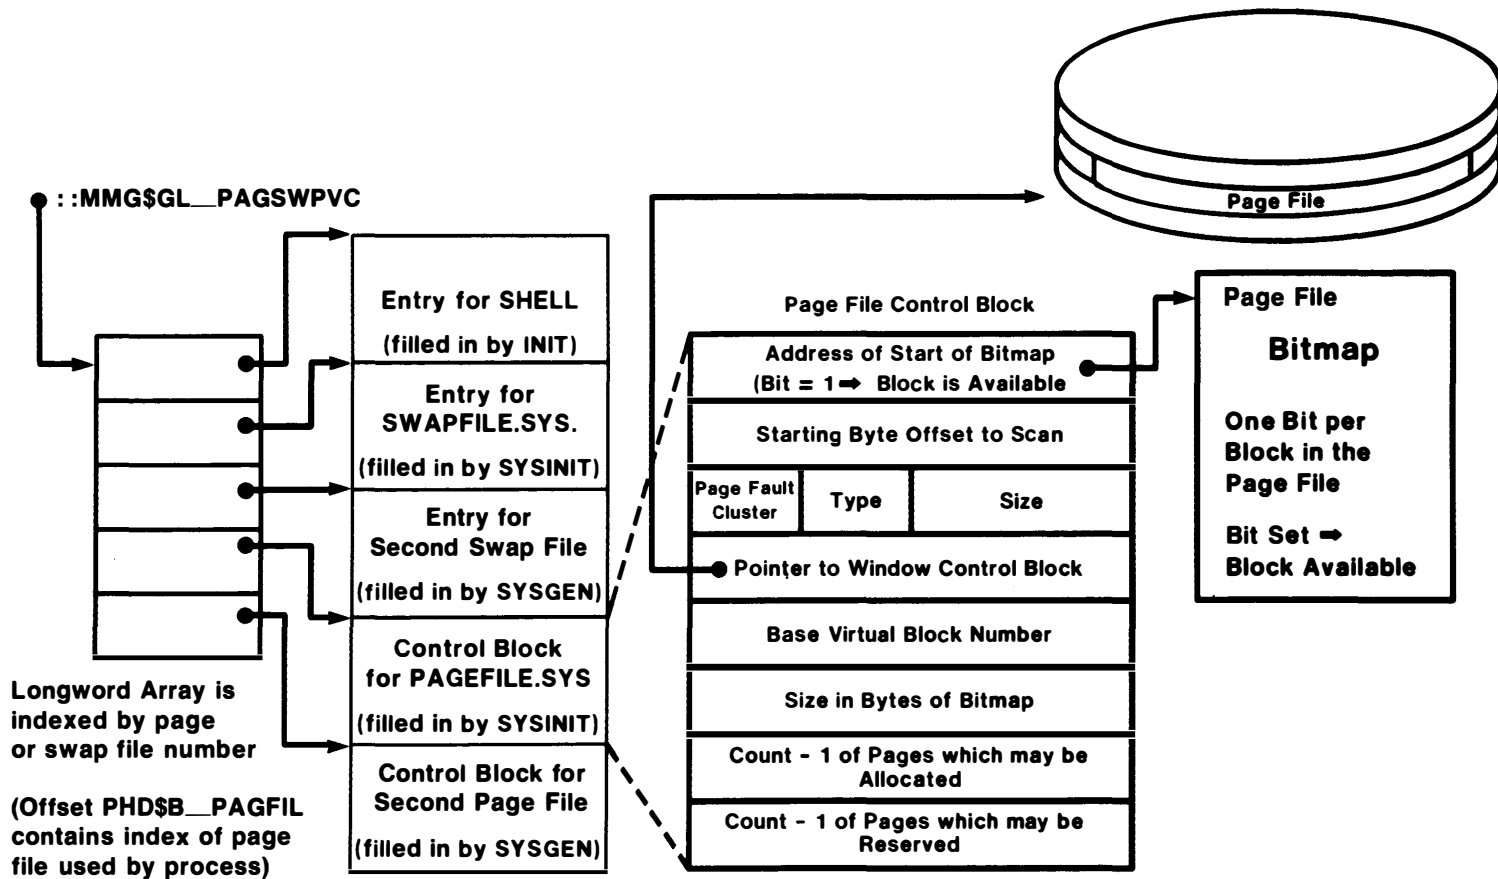 ::MMG$GL__PAGSWPVC
Longword Array is
indexed by page
or swap file number
(Offset PHD$B__PAGFIL
contains index of page
file used by process)
Entry for SHELL
(filled in by INIT)
Entry for
SWAPFILE.SYS.
(filled in by SYSINIT)
Entry for
Second Swap File
(filled in by SYSGEN)
Control Block
for PAGEFILE.SYS
(filled in by SYSINIT)
Control Block for
Second Page File
(filled in by SYSGEN)
Page File Control Block
Address of Start of Bitmap
(Bit = 1 ➡ Block is Available
Starting Byte Offset to Scan
Page Fault
Cluster
Type
Size
Pointer to Window Control Block
Base Virtual Block Number
Size in Bytes of Bitmap
Count - 1 of Pages which may be
Allocated
Count - 1 of Pages which may be
Reserved
Page File
Page File
Bitmap
One Bit per
Block in the
Page File
Bit Set ➡
Block Available